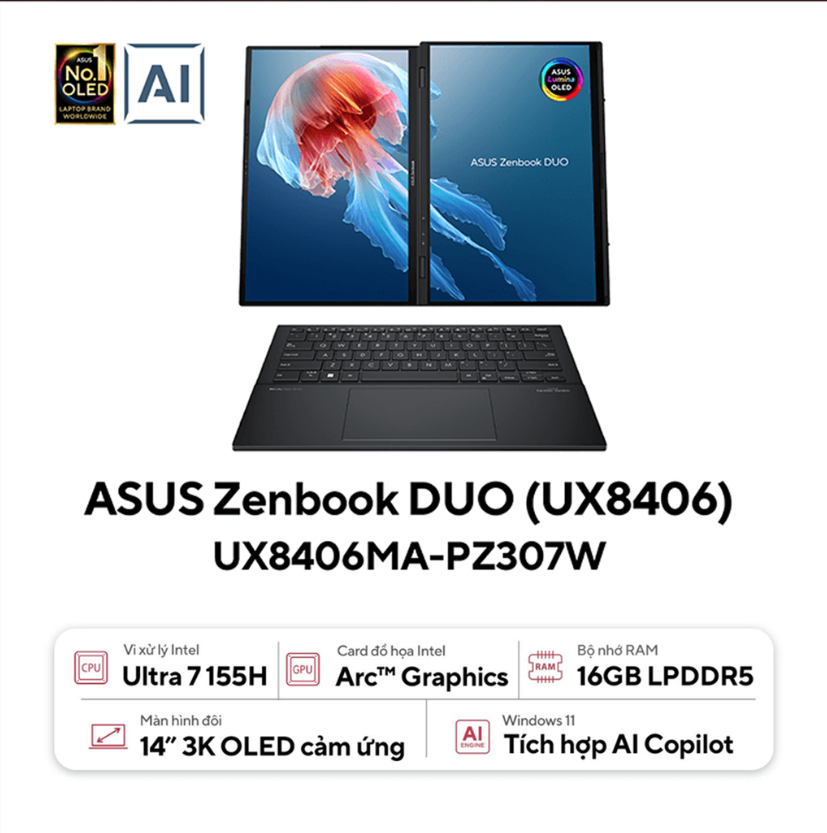 ASUS
No.1
OLED
LAPTOP BRAND
WORLDWIDE
AI
ASUS
Lumina
OLED
ASUS Zenbook DUO
ASUS Zenbook
ASUS Zenbook DUO (UX8406)
UX8406MA-PZ307W
CPU
Vi xử lý Intel
Ultra 7 155H
GPU
Card đồ họa Intel
Arc™ Graphics
RAM
Bộ nhớ RAM
16GB LPDDR5
Màn hình đôi
14” 3K OLED cảm ứng
AI
ENGINE
Windows 11
Tích hợp AI Copilot